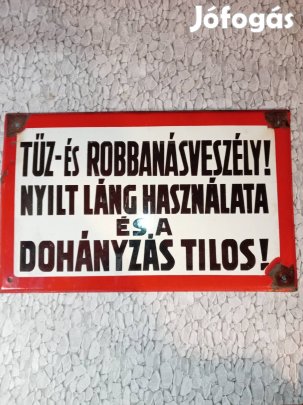 Jófogás
TŰZ-ÉS ROBBANÁSVESZÉLY!
NYILT LÁNG HASZNÁLATA
ÉS A
DOHÁNYZÁS TILOS!